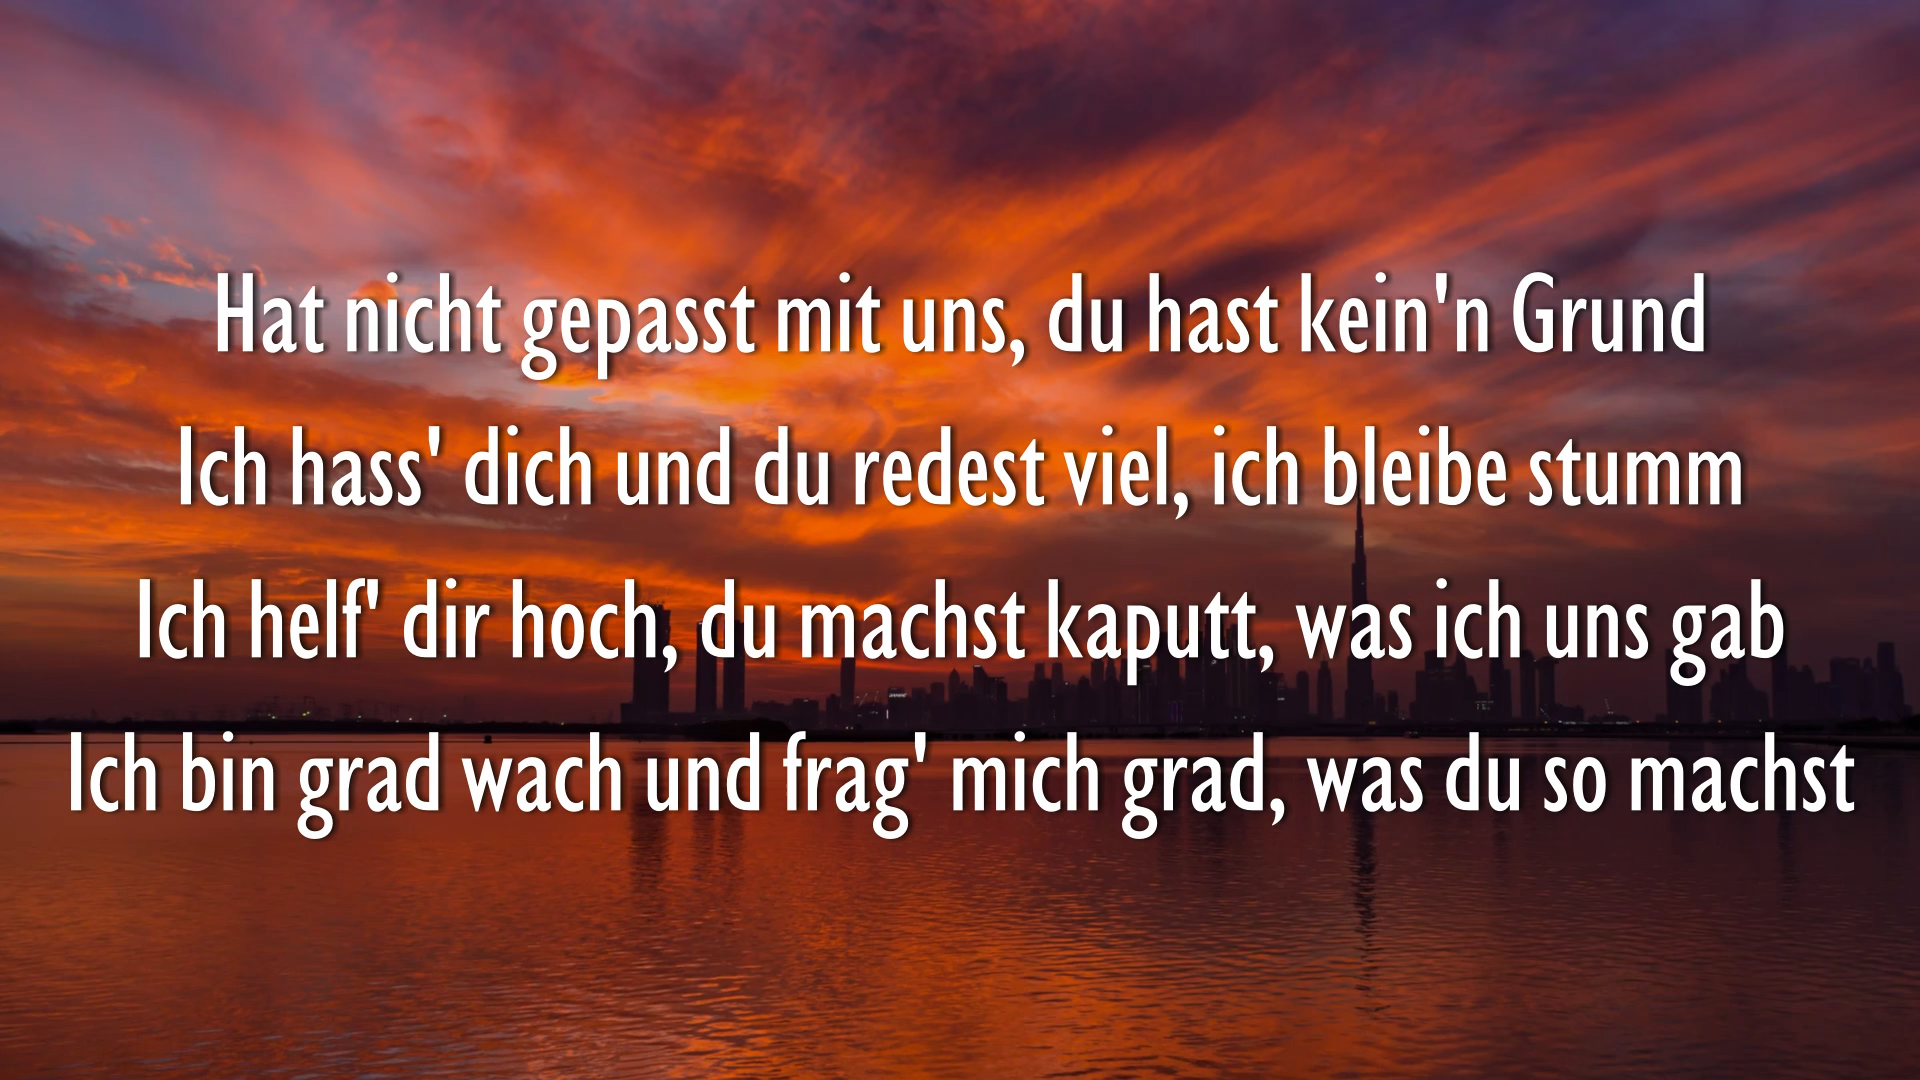 Hat nicht gepasst mit uns, du hast kein'n Grund
Ich hass' dich und du redest viel, ich bleibe stumm
Ich helf' dir hoch, du machst kaputt, was ich uns gab
Ich bin grad wach und frag' mich grad, was du so machst